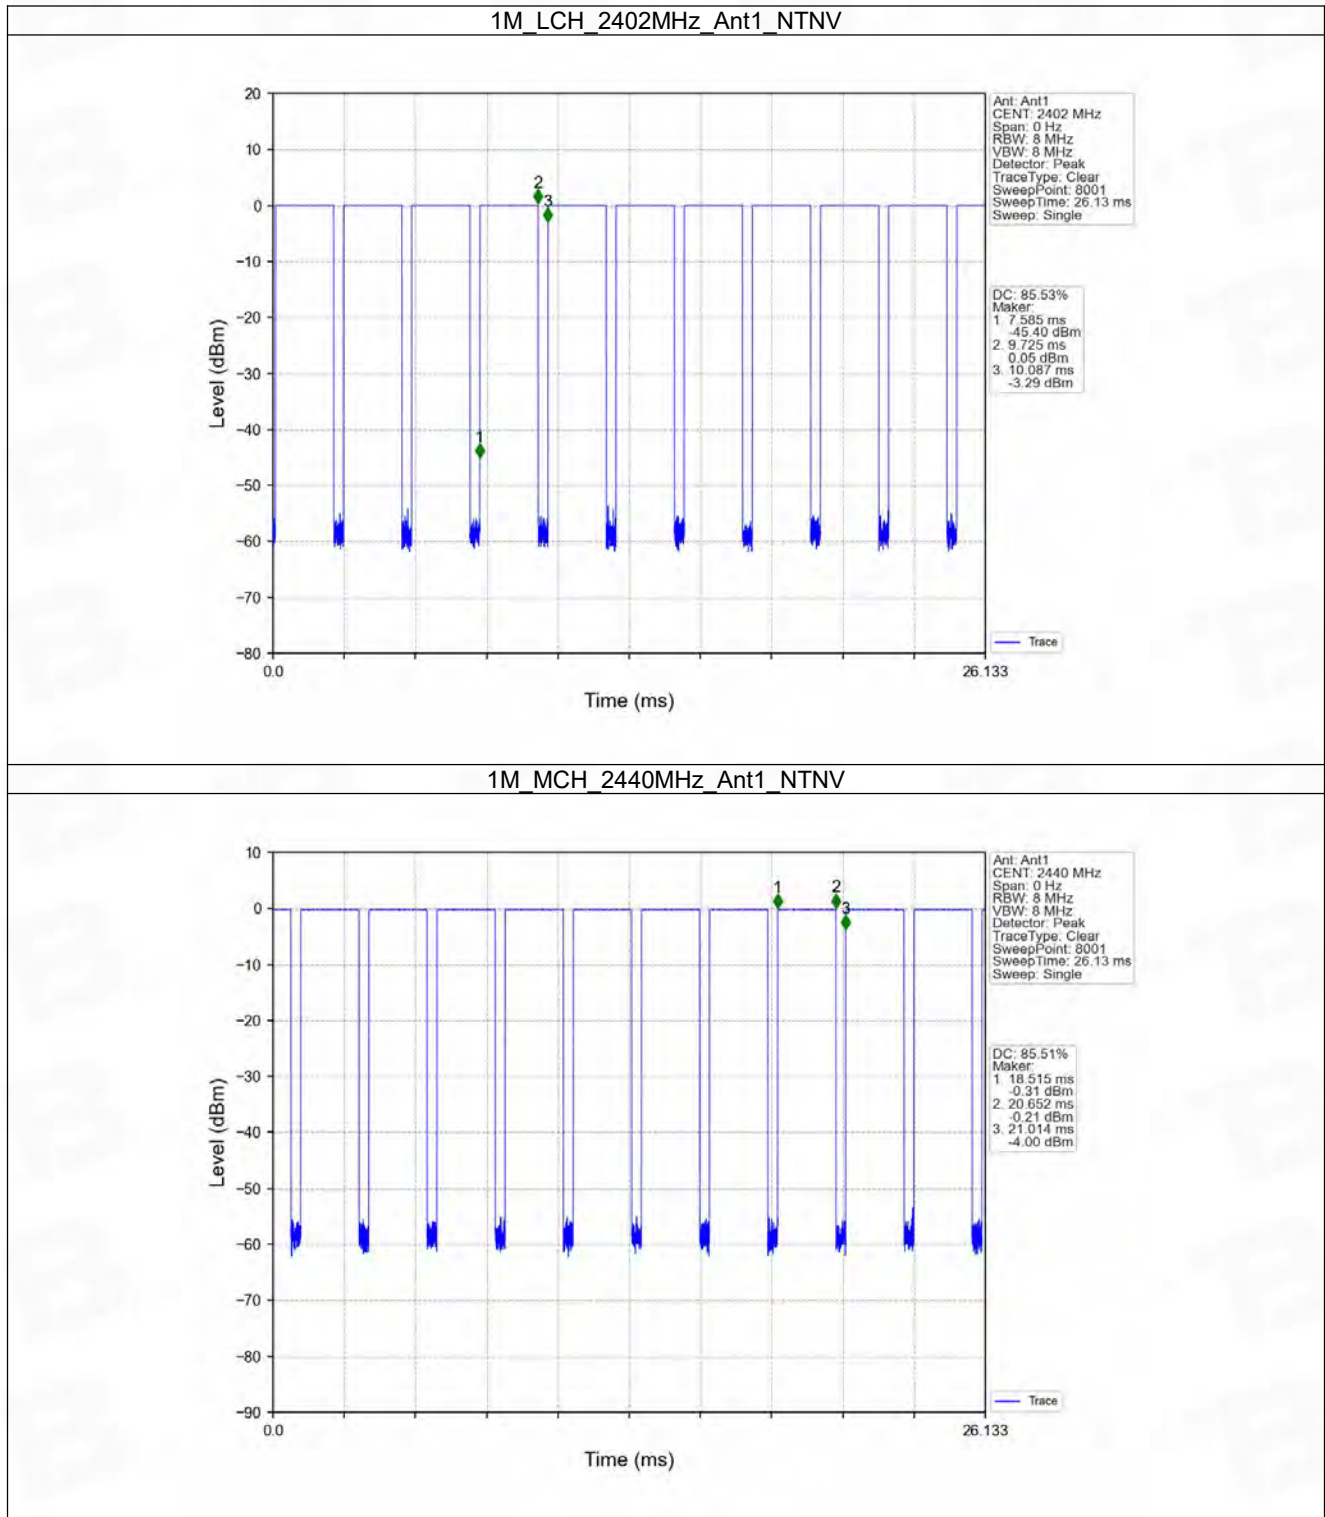 1M_LCH_2402MHz_Ant1_NTNV
20
10
0
−10
−20
−30
−40
−50
−60
−70
−80
Level (dBm)
1
2
3
0.0
26.133
Time (ms)
Ant: Ant1
CENT: 2402 MHz
Span: 0 Hz
RBW: 8 MHz
VBW: 8 MHz
Detector: Peak
TraceType: Clear
SweepPoint: 8001
SweepTime: 26.13 ms
Sweep: Single
DC: 85.53%
Maker:
1. 7.585 ms
-45.40 dBm
2. 9.725 ms
0.05 dBm
3. 10.087 ms
-3.29 dBm
Trace
1M_MCH_2440MHz_Ant1_NTNV
10
0
−10
−20
−30
−40
−50
−60
−70
−80
−90
Level (dBm)
1
2
3
0.0
26.133
Time (ms)
Ant: Ant1
CENT: 2440 MHz
Span: 0 Hz
RBW: 8 MHz
VBW: 8 MHz
Detector: Peak
TraceType: Clear
SweepPoint: 8001
SweepTime: 26.13 ms
Sweep: Single
DC: 85.51%
Maker:
1. 18.515 ms
-0.31 dBm
2. 20.652 ms
-0.21 dBm
3. 21.014 ms
-4.00 dBm
Trace